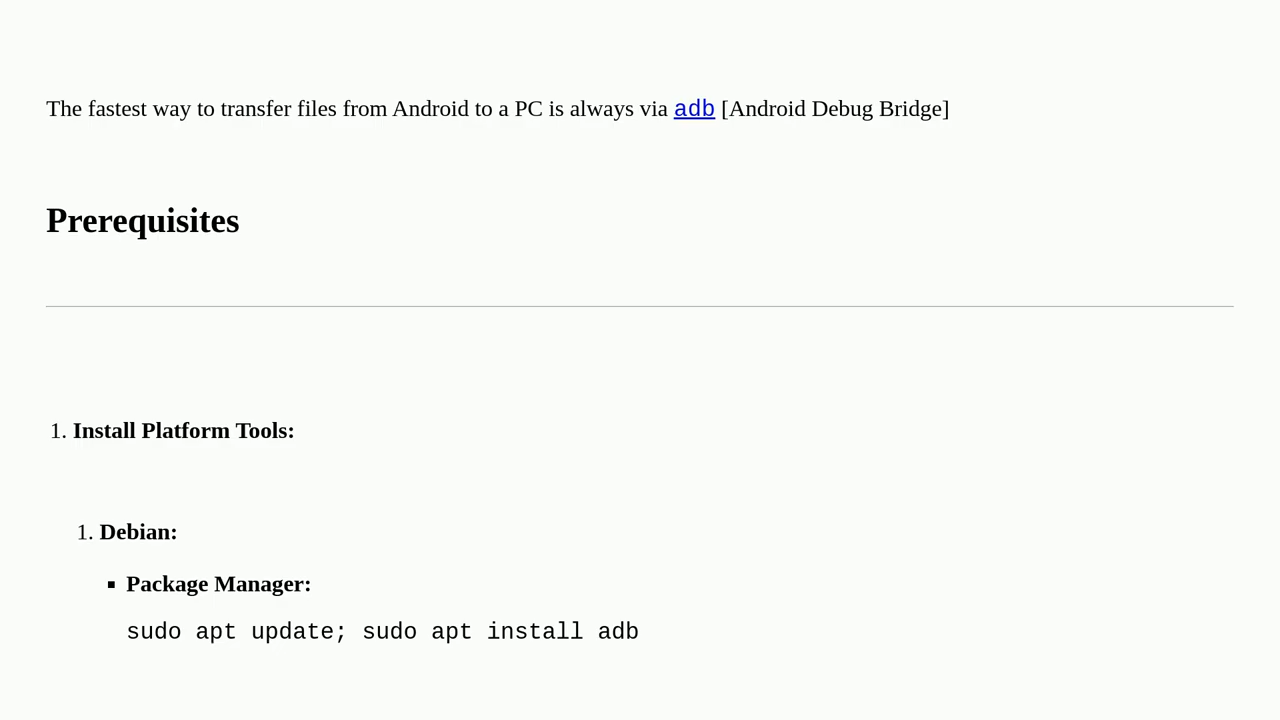 The fastest way to transfer files from Android to a PC is always via adb [Android Debug Bridge]
Prerequisites
1. Install Platform Tools:
1. Debian:
▪ Package Manager:
sudo apt update; sudo apt install adb